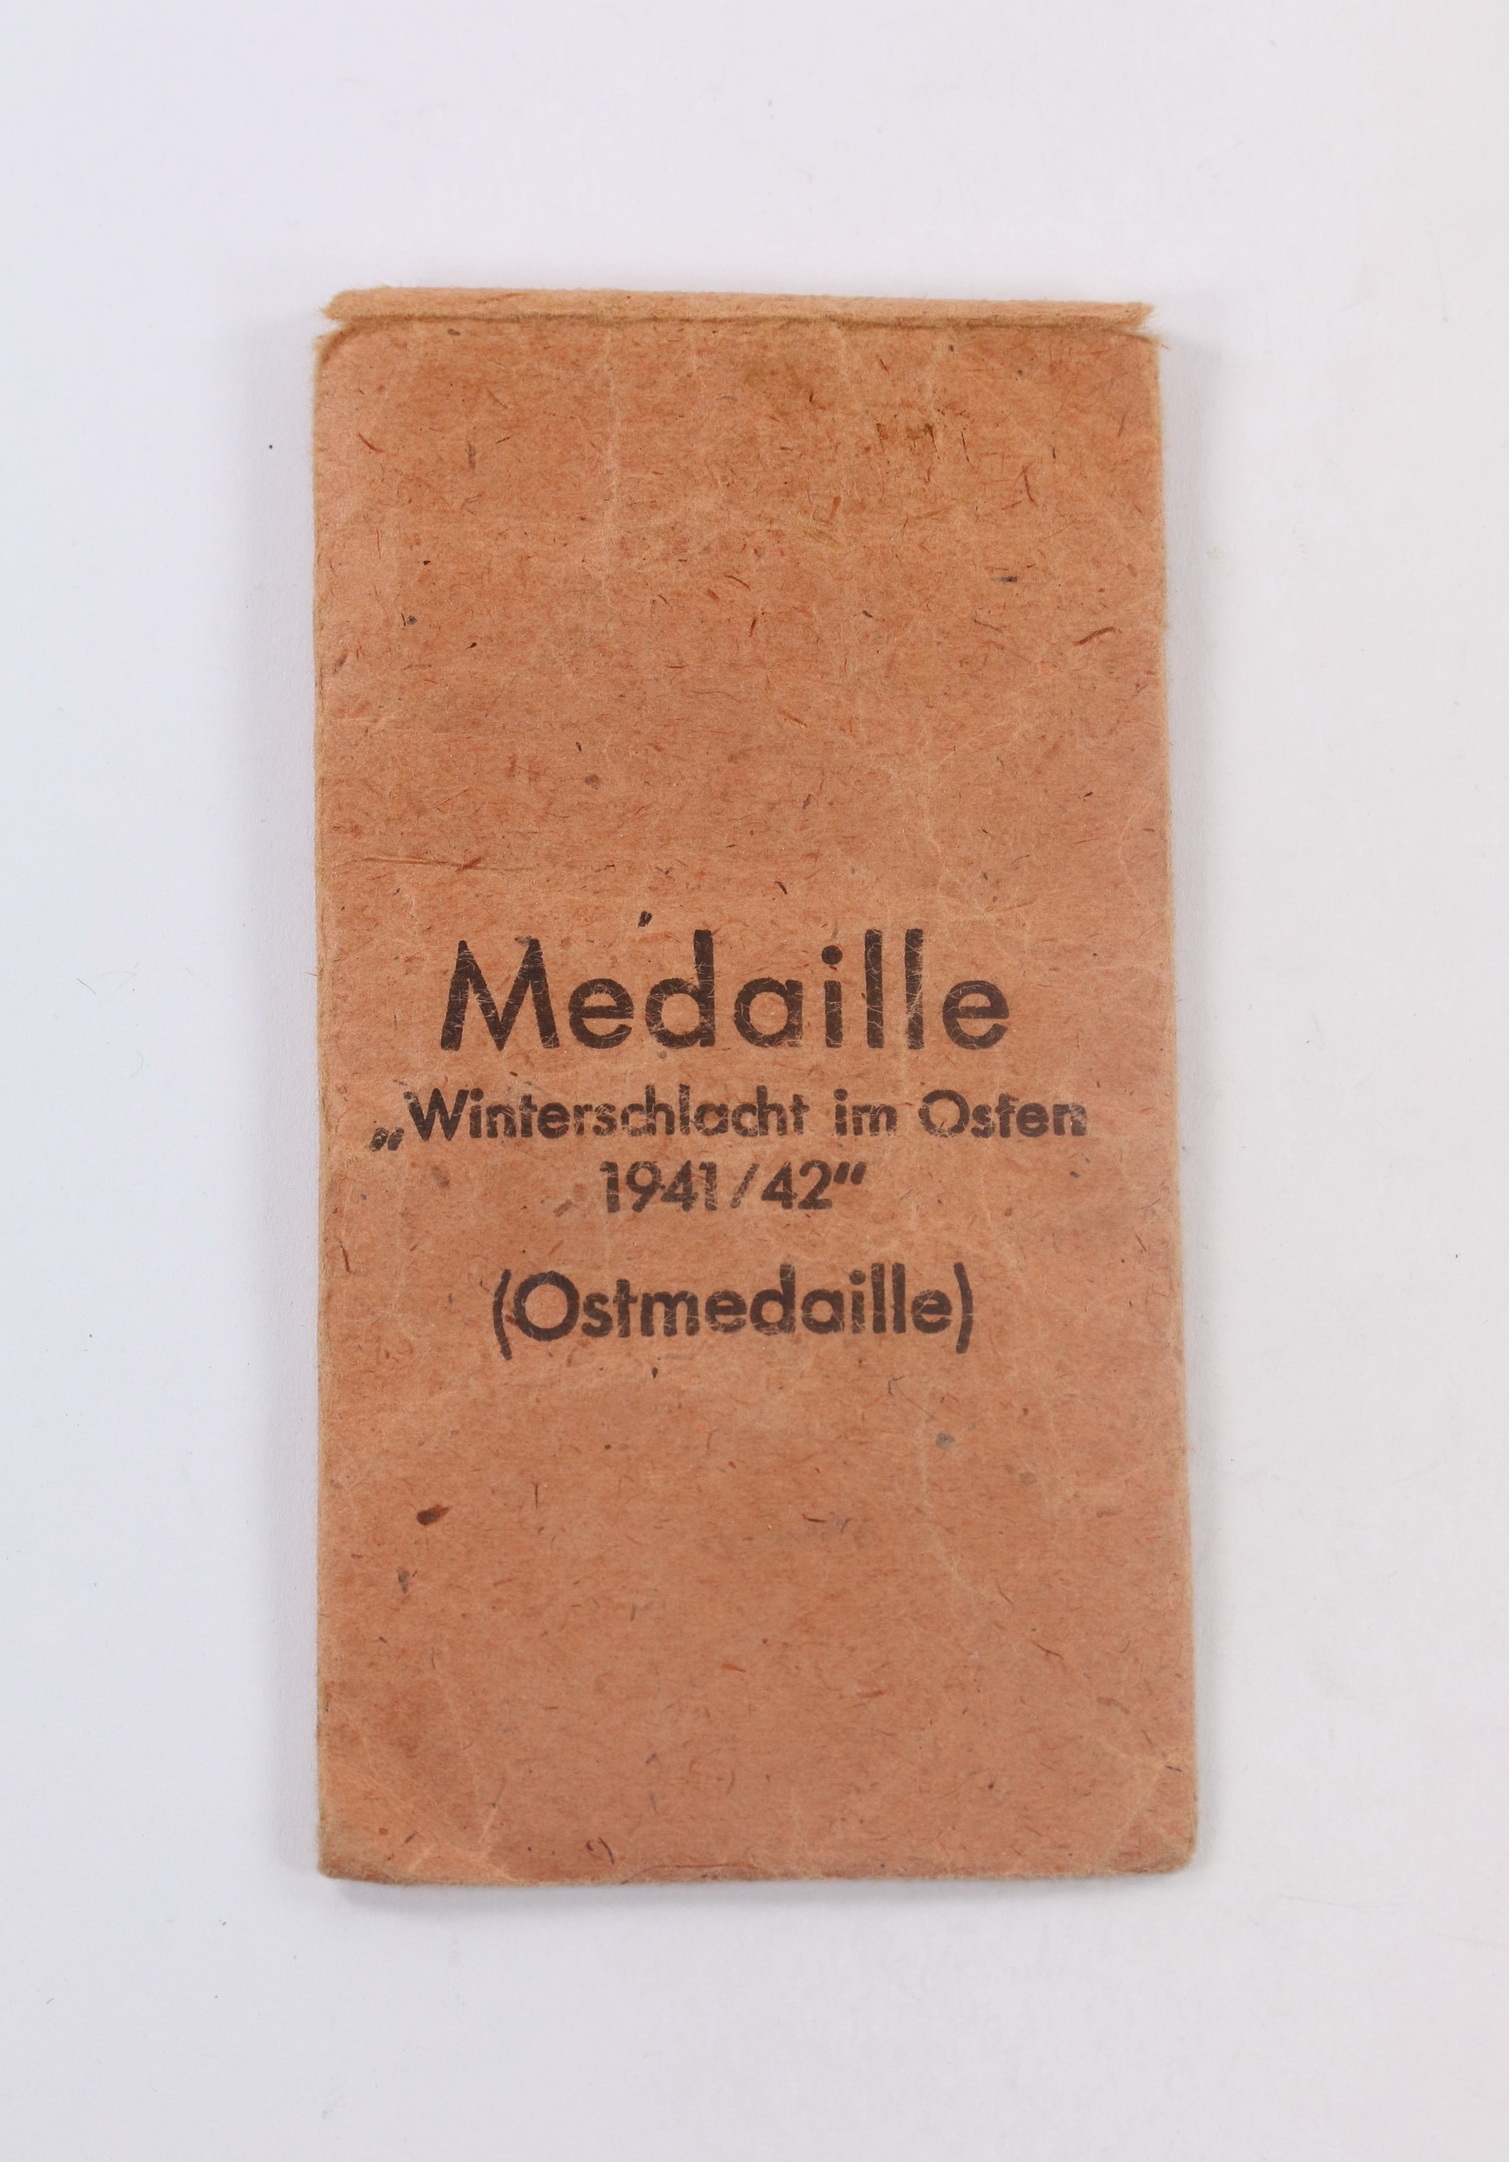 Medaille
„Winterschlacht im Osten
1941/42“
(Ostmedaille)